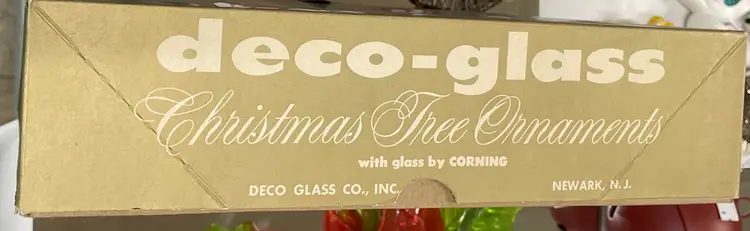 deco-glass
Christmas Tree Ornaments
with glass by CORNING
DECO GLASS CO., INC. NEWARK, N. J.